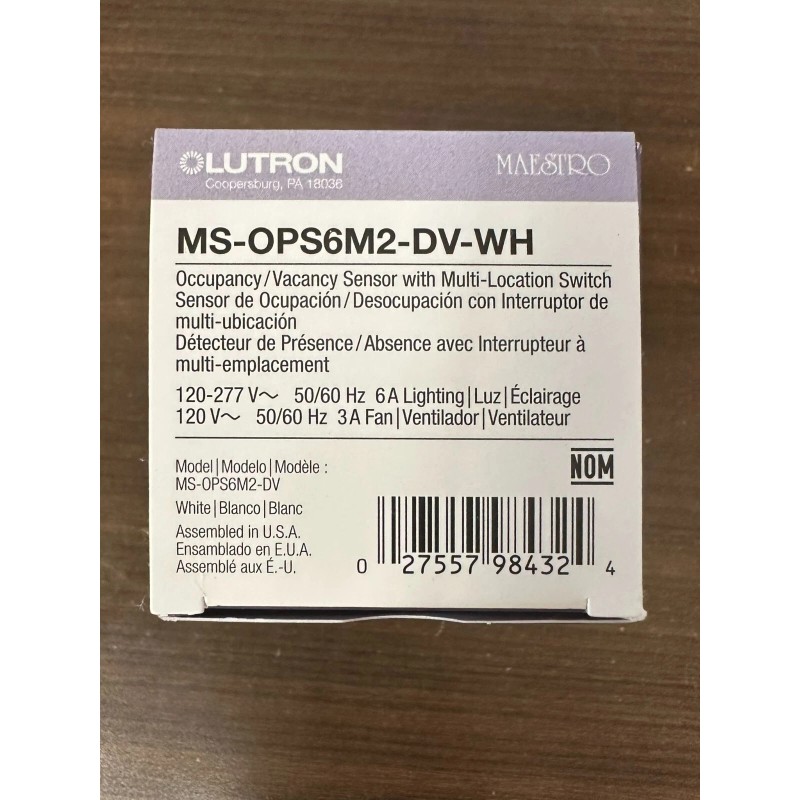 LUTRON MAESTRO
Coopersburg, PA 18036
MS-OPS6M2-DV-WH
Occupancy/Vacancy Sensor with Multi-Location Switch
Sensor de Ocupación/Desocupación con Interruptor de
multi-ubicación
Détecteur de Présence/Absence avec Interrupteur à
multi-emplacement
120-277 V~ 50/60 Hz 6 A Lighting|Luz|Éclairage
120 V~ 50/60 Hz 3 A Fan|Ventilador|Ventilateur
Model|Modelo|Modèle :
MS-OPS6M2-DV
NOM
White|Blanco|Blanc
Assembled in U.S.A.
Ensamblado en E.U.A.
Assemblé aux É.-U.
0 27557 98432 4